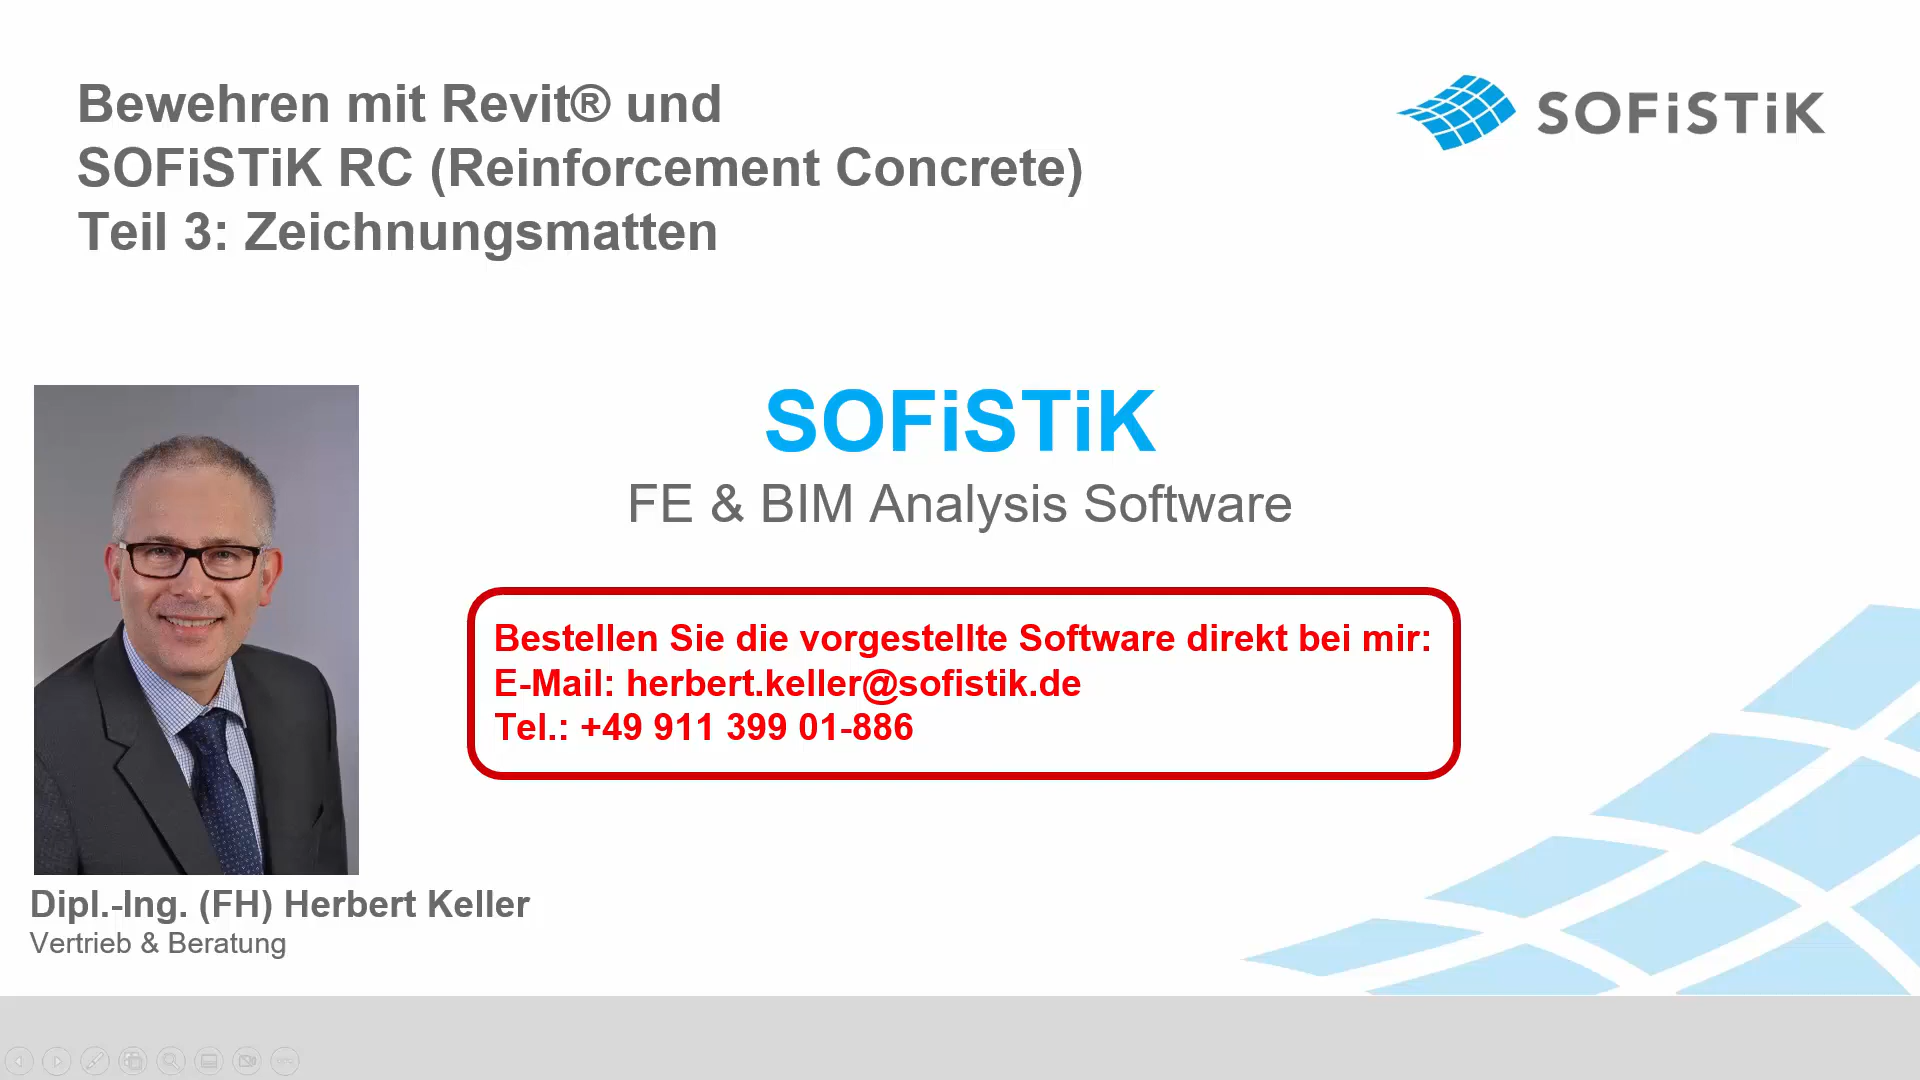 Bewehren mit Revit® und
SOFiSTiK RC (Reinforcement Concrete)
Teil 3: Zeichnungsmatten
SOFiSTiK
SOFiSTiK
FE & BIM Analysis Software
Bestellen Sie die vorgestellte Software direkt bei mir:
E-Mail: herbert.keller@sofistik.de
Tel.: +49 911 399 01-886
Dipl.-Ing. (FH) Herbert Keller
Vertrieb & Beratung